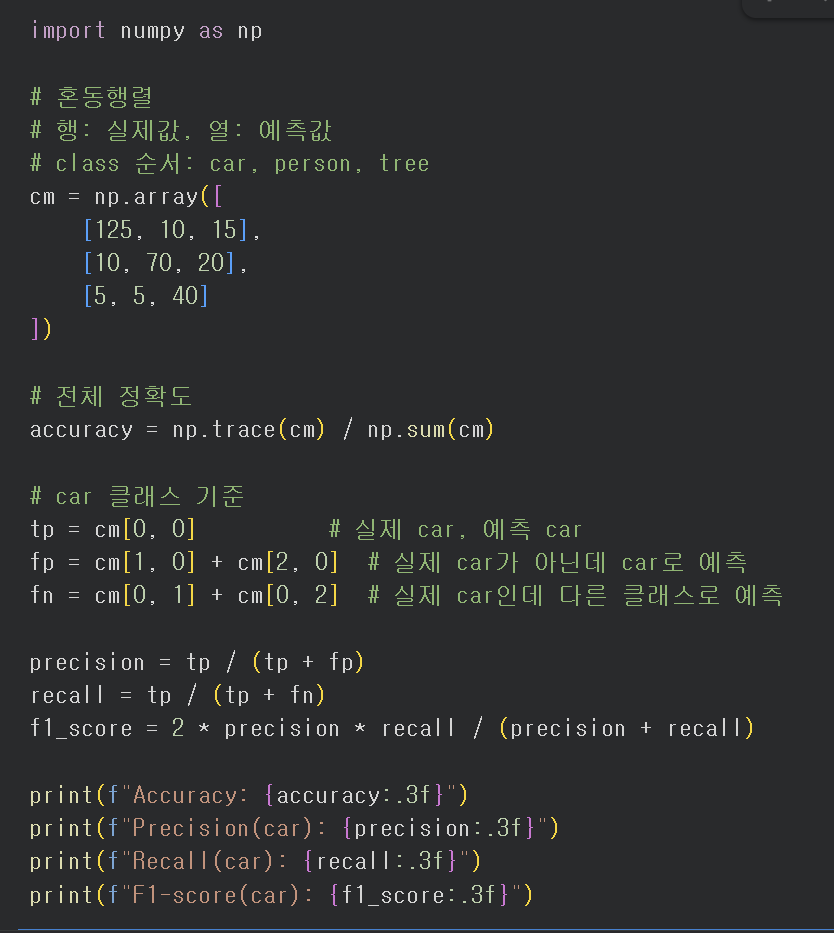 import numpy as np
# 혼동행렬
# 행: 실제값, 열: 예측값
# class 순서: car, person, tree
cm = np.array([
    [125, 10, 15],
    [10, 70, 20],
    [5, 5, 40]
])
# 전체 정확도
accuracy = np.trace(cm) / np.sum(cm)
# car 클래스 기준
tp = cm[0, 0]          # 실제 car, 예측 car
fp = cm[1, 0] + cm[2, 0]  # 실제 car가 아닌데 car로 예측
fn = cm[0, 1] + cm[0, 2]  # 실제 car인데 다른 클래스로 예측
precision = tp / (tp + fp)
recall = tp / (tp + fn)
f1_score = 2 * precision * recall / (precision + recall)
print(f"Accuracy: {accuracy:.3f}")
print(f"Precision(car): {precision:.3f}")
print(f"Recall(car): {recall:.3f}")
print(f"F1-score(car): {f1_score:.3f}")